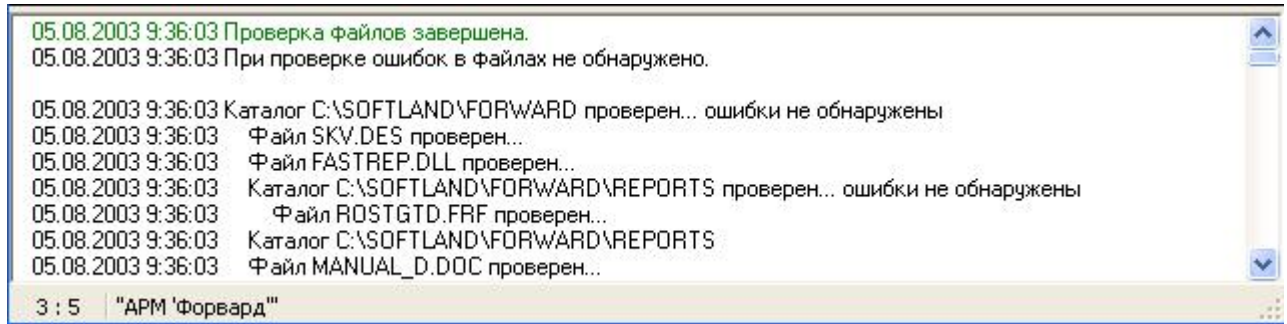 05.08.2003 9:36:03 Проверка файлов завершена.
05.08.2003 9:36:03 При проверке ошибок в файлах не обнаружено.
05.08.2003 9:36:03 Каталог C:\SOFTLAND\FORWARD проверен... ошибки не обнаружены
05.08.2003 9:36:03 Файл SKV.DES проверен...
05.08.2003 9:36:03 Файл FASTREP.DLL проверен...
05.08.2003 9:36:03 Каталог C:\SOFTLAND\FORWARD\REPORTS проверен... ошибки не обнаружены
05.08.2003 9:36:03 Файл ROSTGTD.FRF проверен...
05.08.2003 9:36:03 Каталог C:\SOFTLAND\FORWARD\REPORTS
05.08.2003 9:36:03 Файл MANUAL_D.DOC проверен...
3 : 5 "АРМ 'Форвард'"